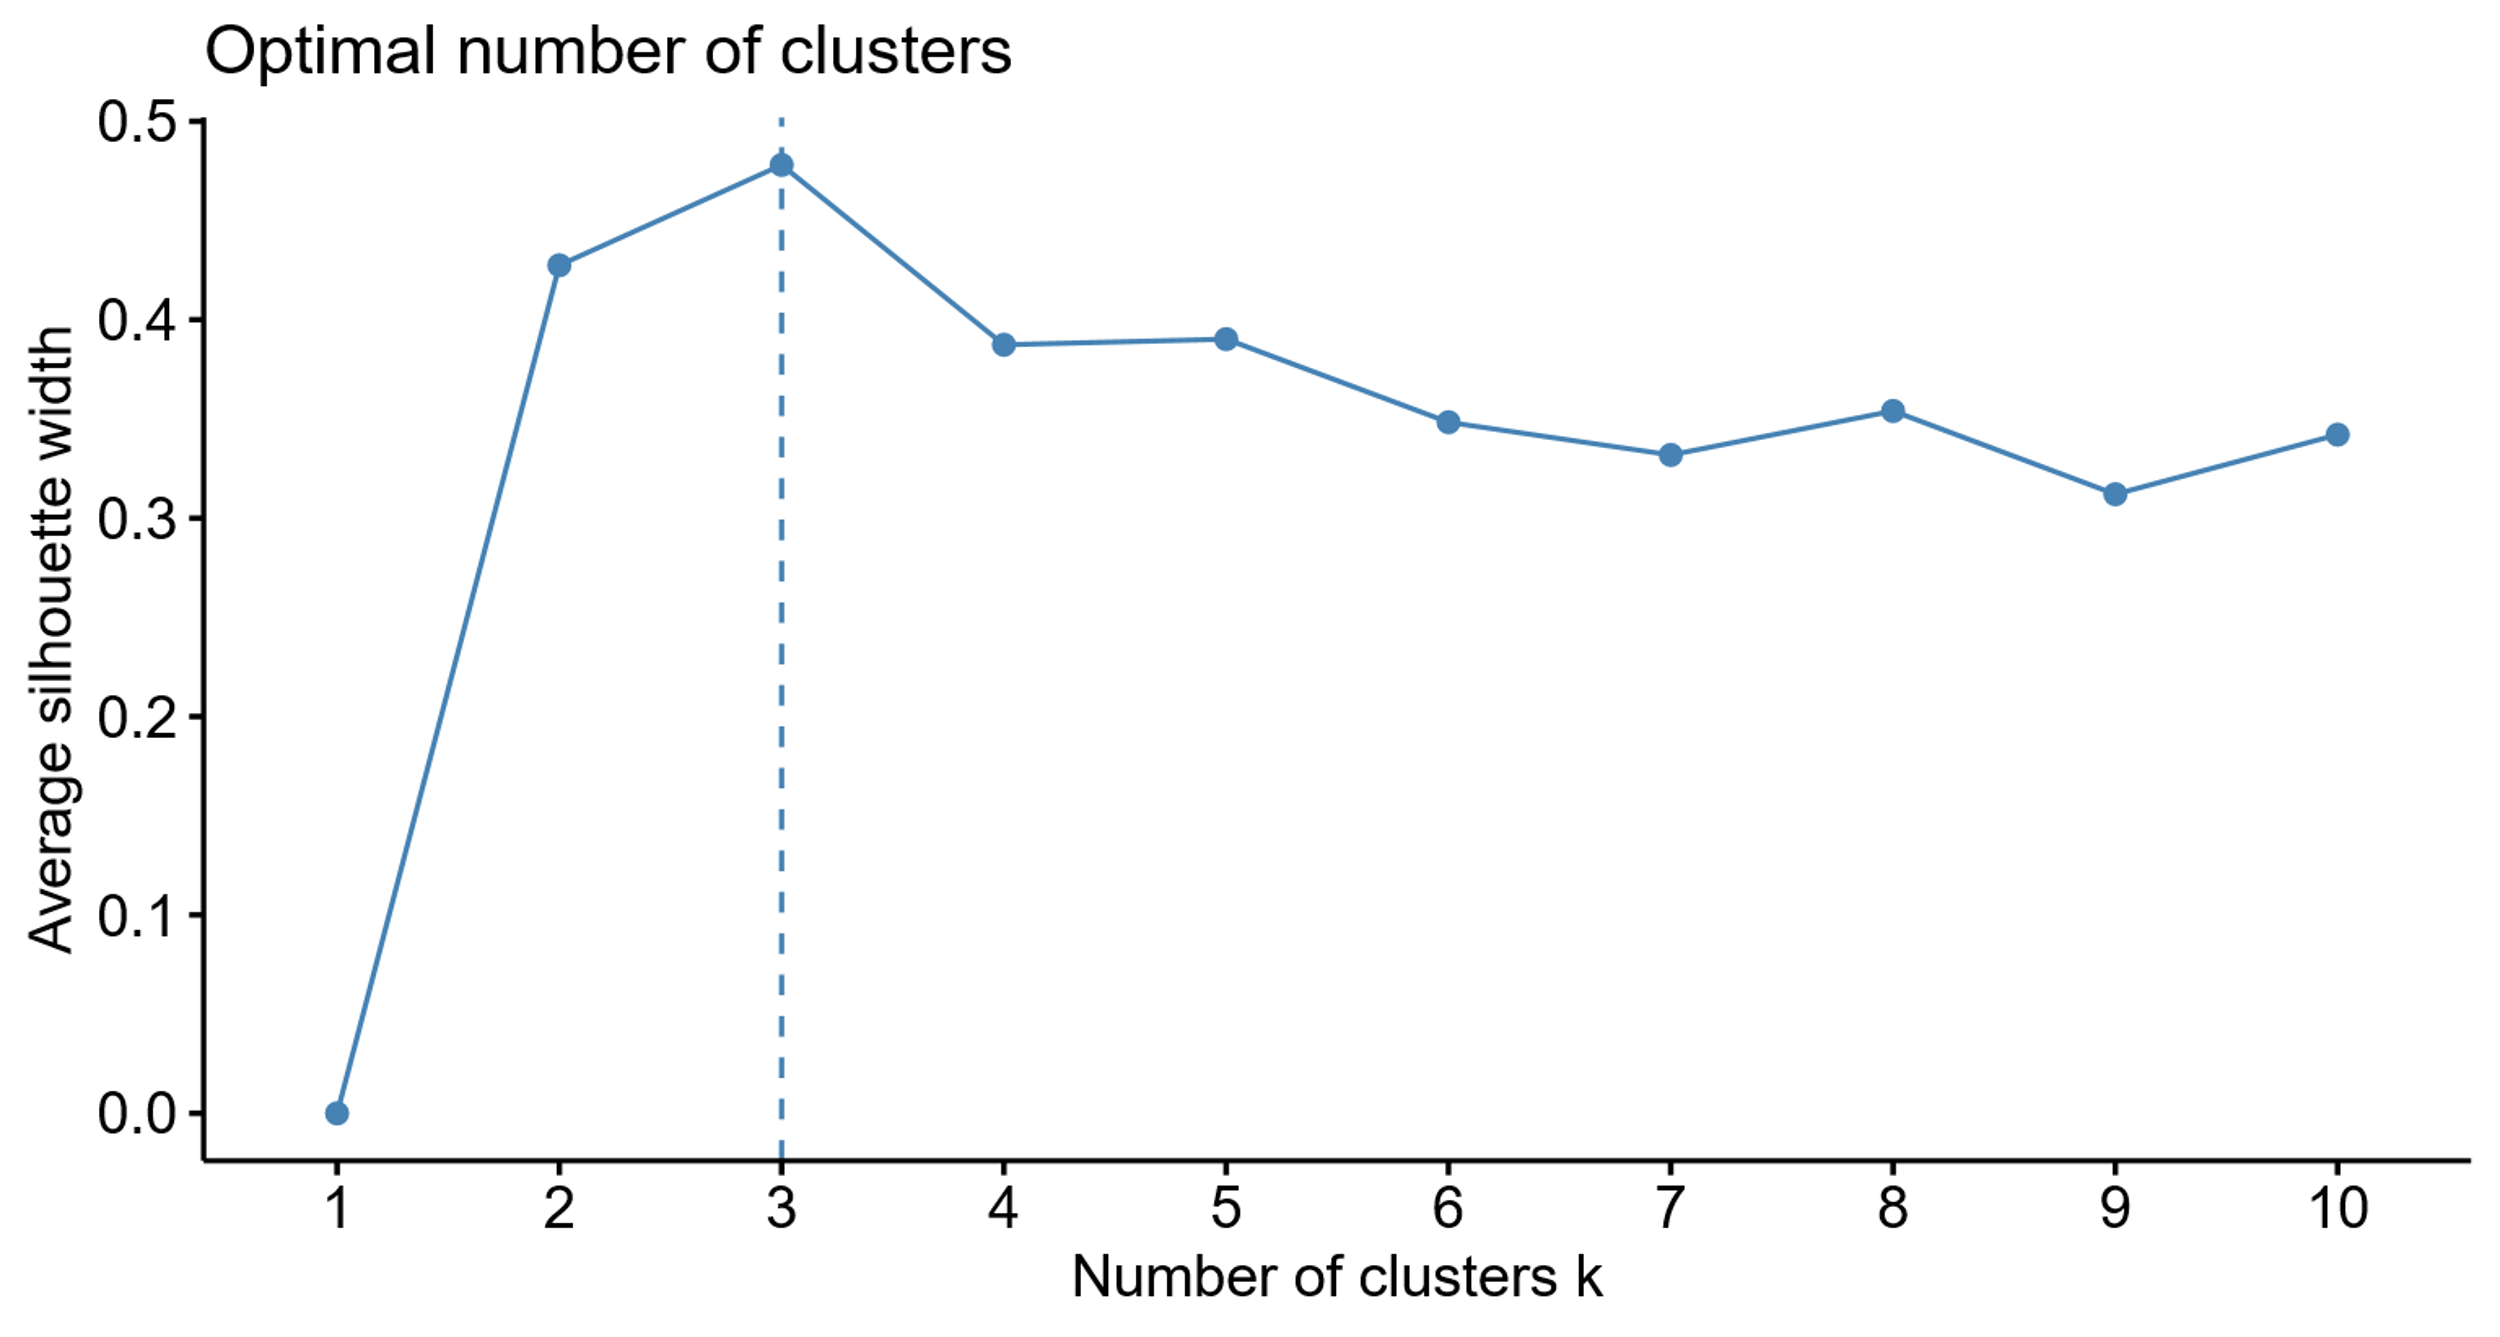 Optimal number of clusters
Average silhouette width
0.5
0.4
0.3
0.2
0.1
0.0
1 2 3 4 5 6 7 8 9 10
Number of clusters k